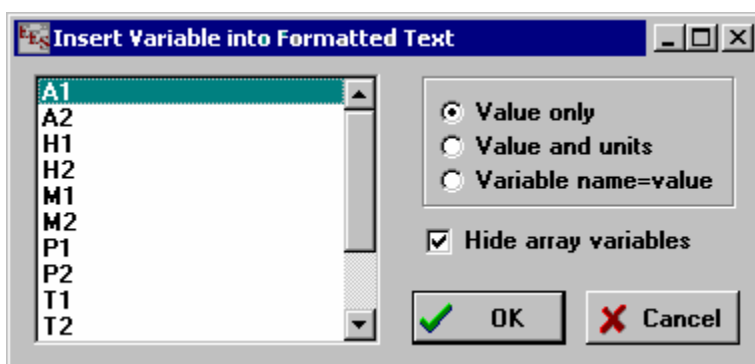 EES Insert Variable into Formatted Text
A1
A2
H1
H2
M1
M2
P1
P2
T1
T2
Value only
Value and units
Variable name=value
Hide array variables
OK
Cancel